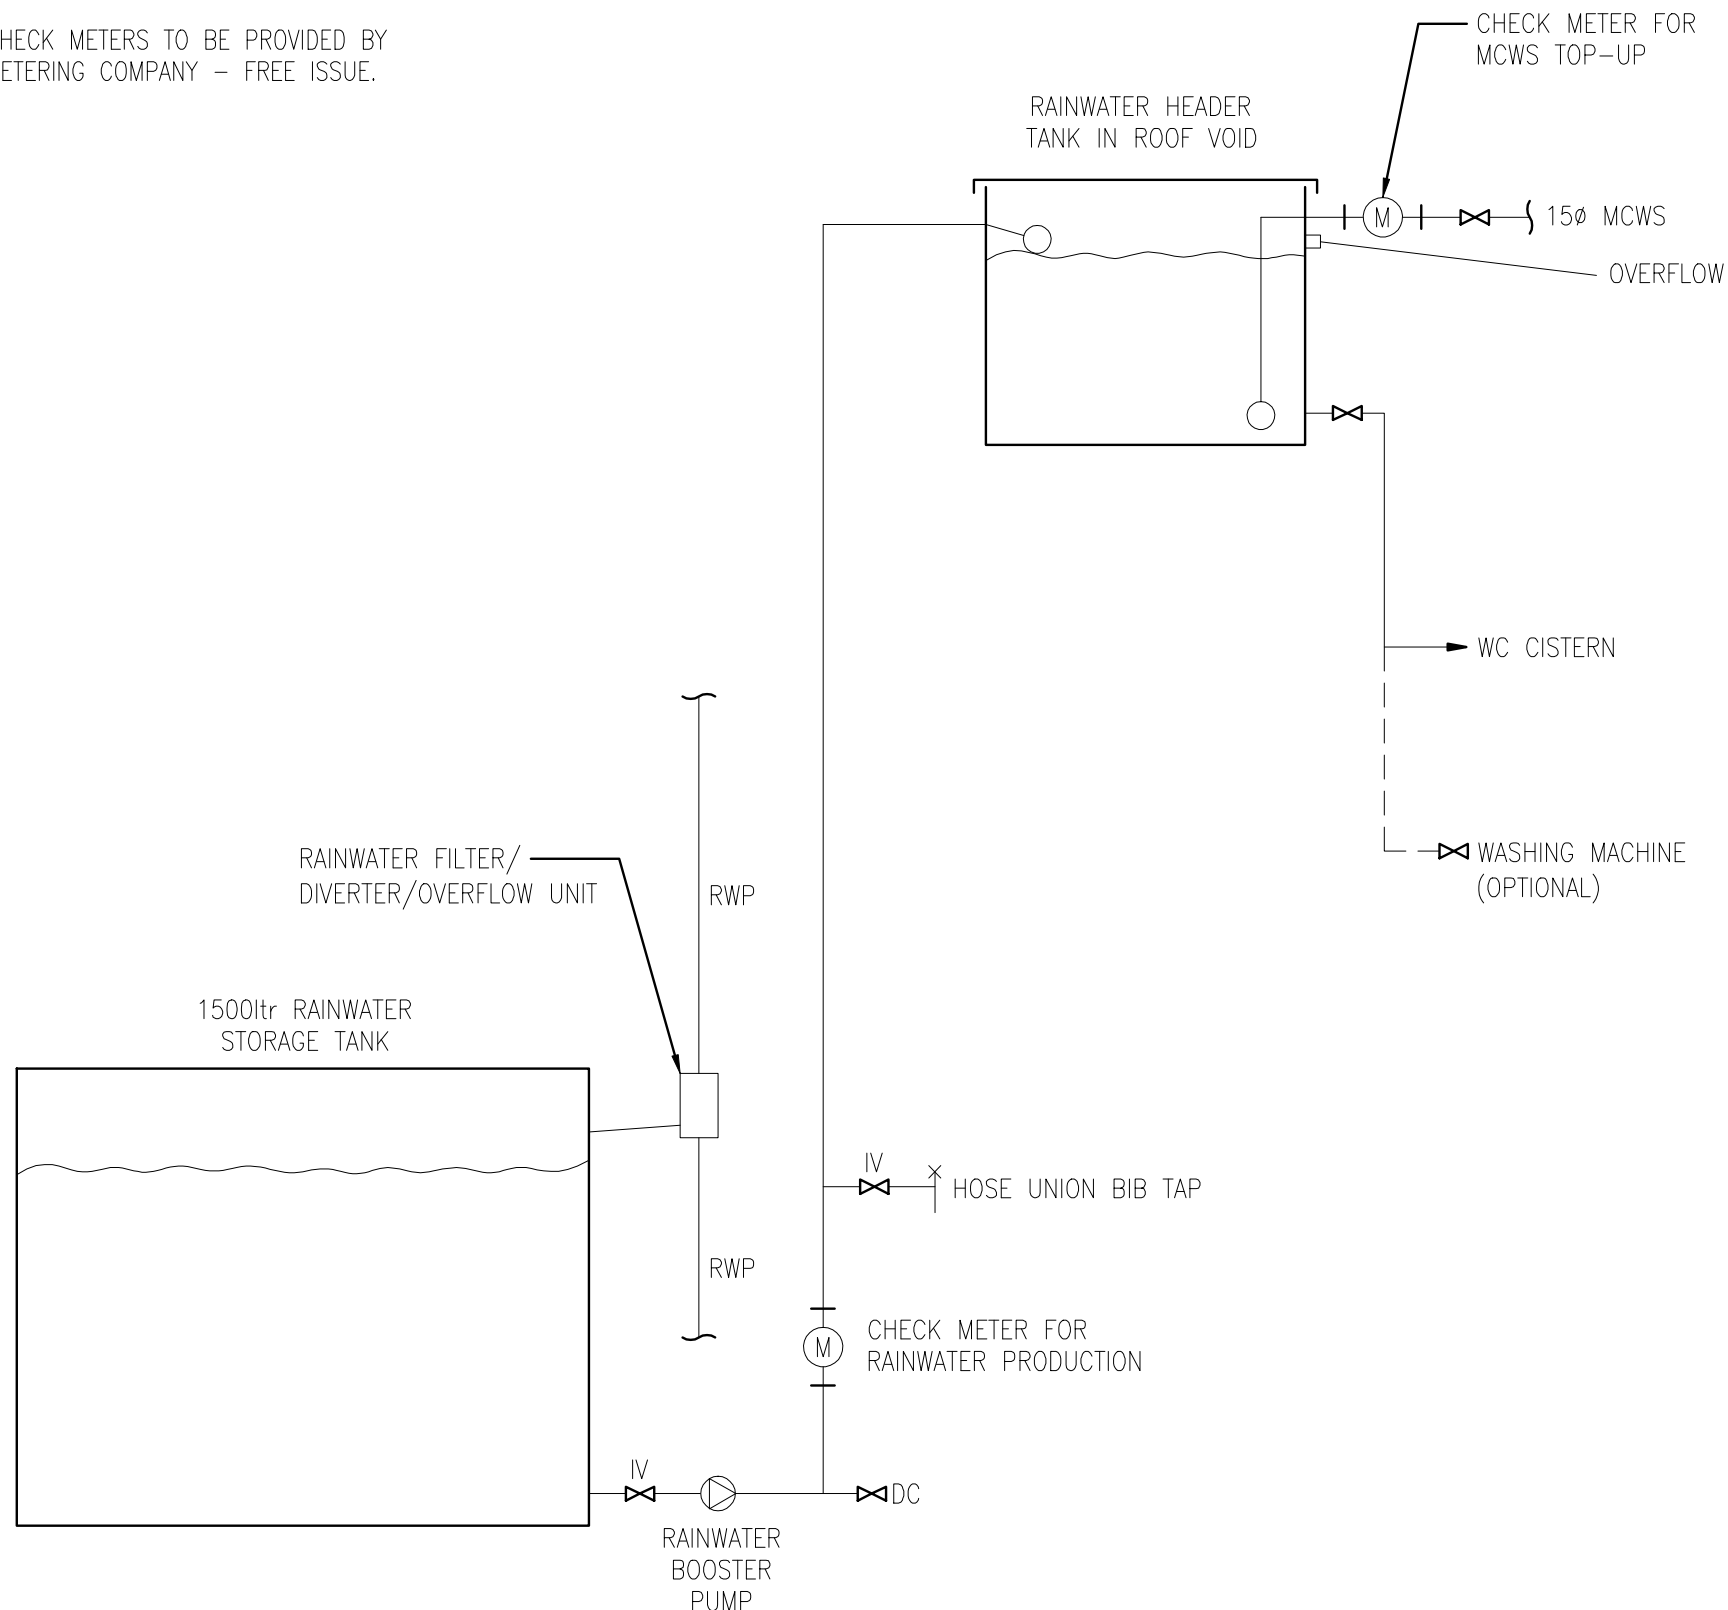 HECK METERS TO BE PROVIDED BY
ETERING COMPANY – FREE ISSUE.
CHECK METER FOR
MCWS TOP–UP
RAINWATER HEADER
TANK IN ROOF VOID
M
15ø MCWS
OVERFLOW
WC CISTERN
WASHING MACHINE
(OPTIONAL)
RAINWATER FILTER/
DIVERTER/OVERFLOW UNIT
RWP
1500ltr RAINWATER
STORAGE TANK
IV
HOSE UNION BIB TAP
RWP
CHECK METER FOR
RAINWATER PRODUCTION
M
IV
DC
RAINWATER
BOOSTER
PUMP